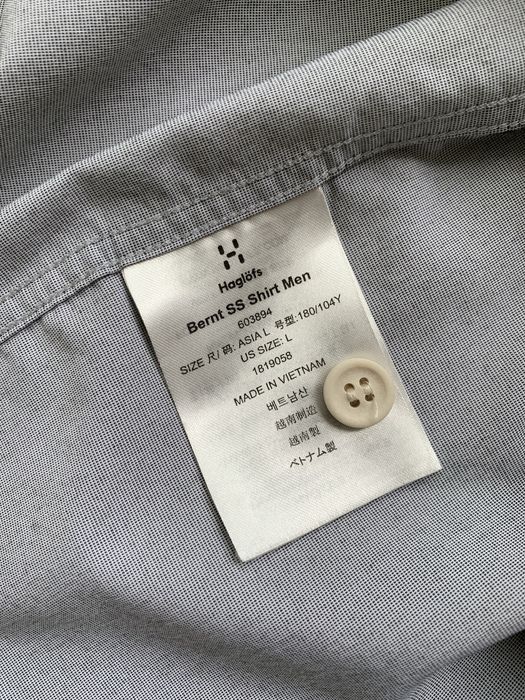 Haglöfs
Bernt SS Shirt Men
603894
SIZE 尺/码: ASIA L 号型:180/104Y
US SIZE: L
1819058
MADE IN VIETNAM
베트남산
越南制造
越南製
ベトナム製